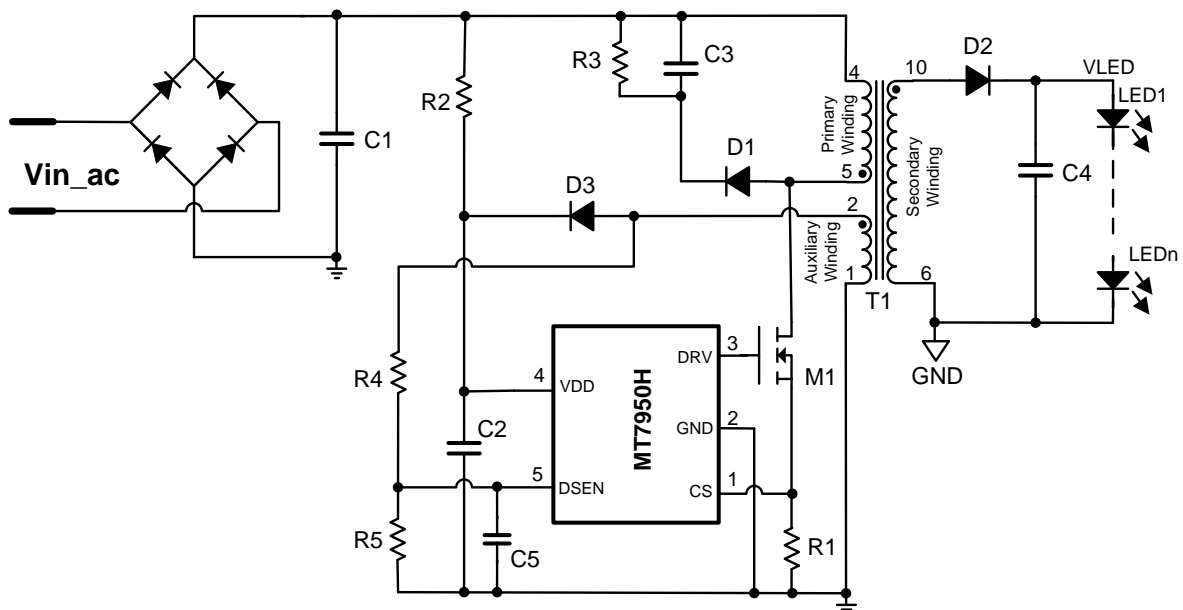 C3
R3
4
10
D2
VLED
LED1
R2
Primary
Winding
C1
Vin_ac
D1
5
Secondary
Winding
C4
D3
2
Auxiliary
Winding
1
6
LEDn
T1
R4
4
VDD
MT7950H
DRV
3
M1
GND
C2
GND
2
5
DSEN
CS
1
R5
C5
R1